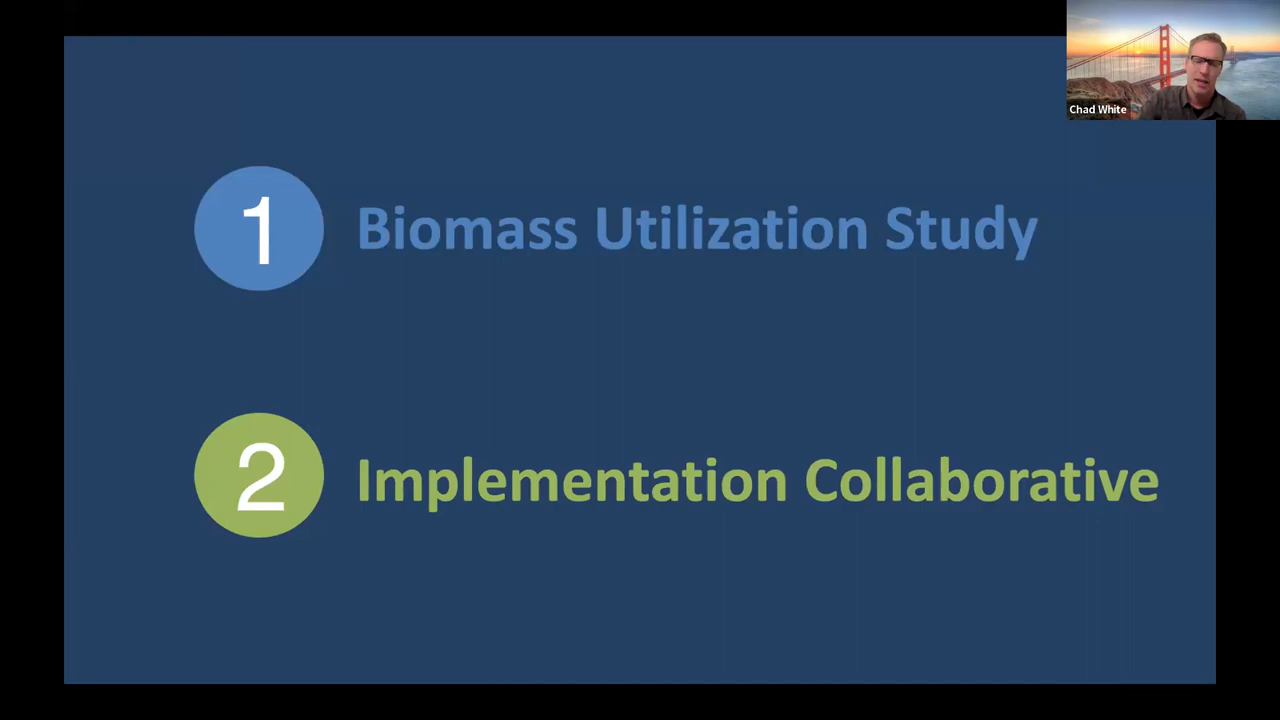 Chad White
1 Biomass Utilization Study
2 Implementation Collaborative